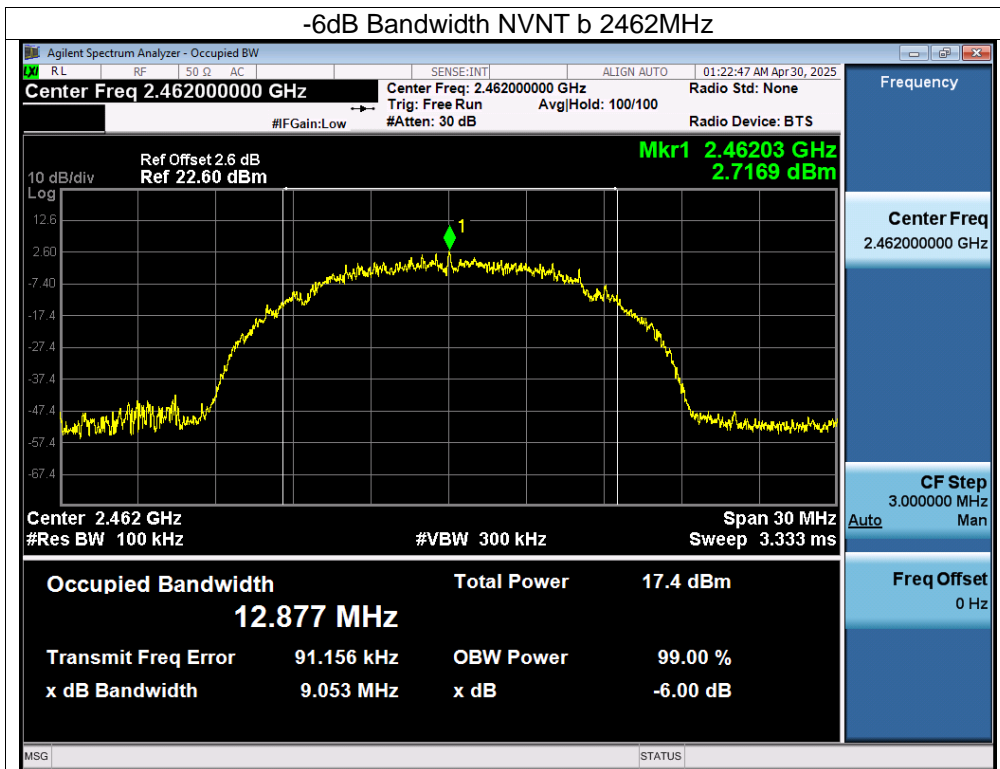 -6dB Bandwidth NVNT b 2462MHz
Agilent Spectrum Analyzer - Occupied BW
LXI RL RF 50 Ω AC SENSE:INT ALIGN AUTO 01:22:47 AM Apr 30, 2025
Center Freq 2.462000000 GHz
Center Freq: 2.462000000 GHz
Radio Std: None
Trig: Free Run Avg|Hold: 100/100
#IFGain:Low
#Atten: 30 dB
Radio Device: BTS
Ref Offset 2.6 dB
Ref 22.60 dBm
10 dB/div
Log
Mkr1 2.46203 GHz
2.7169 dBm
1
12.6
2.60
-7.40
-17.4
-27.4
-37.4
-47.4
-57.4
-67.4
Center 2.462 GHz
Span 30 MHz
#Res BW 100 kHz
#VBW 300 kHz
Sweep 3.333 ms
Occupied Bandwidth
12.877 MHz
Total Power 17.4 dBm
Transmit Freq Error 91.156 kHz
OBW Power 99.00 %
x dB Bandwidth 9.053 MHz
x dB -6.00 dB
MSG
STATUS
Frequency
Center Freq
2.462000000 GHz
CF Step
3.000000 MHz
Auto Man
Freq Offset
0 Hz